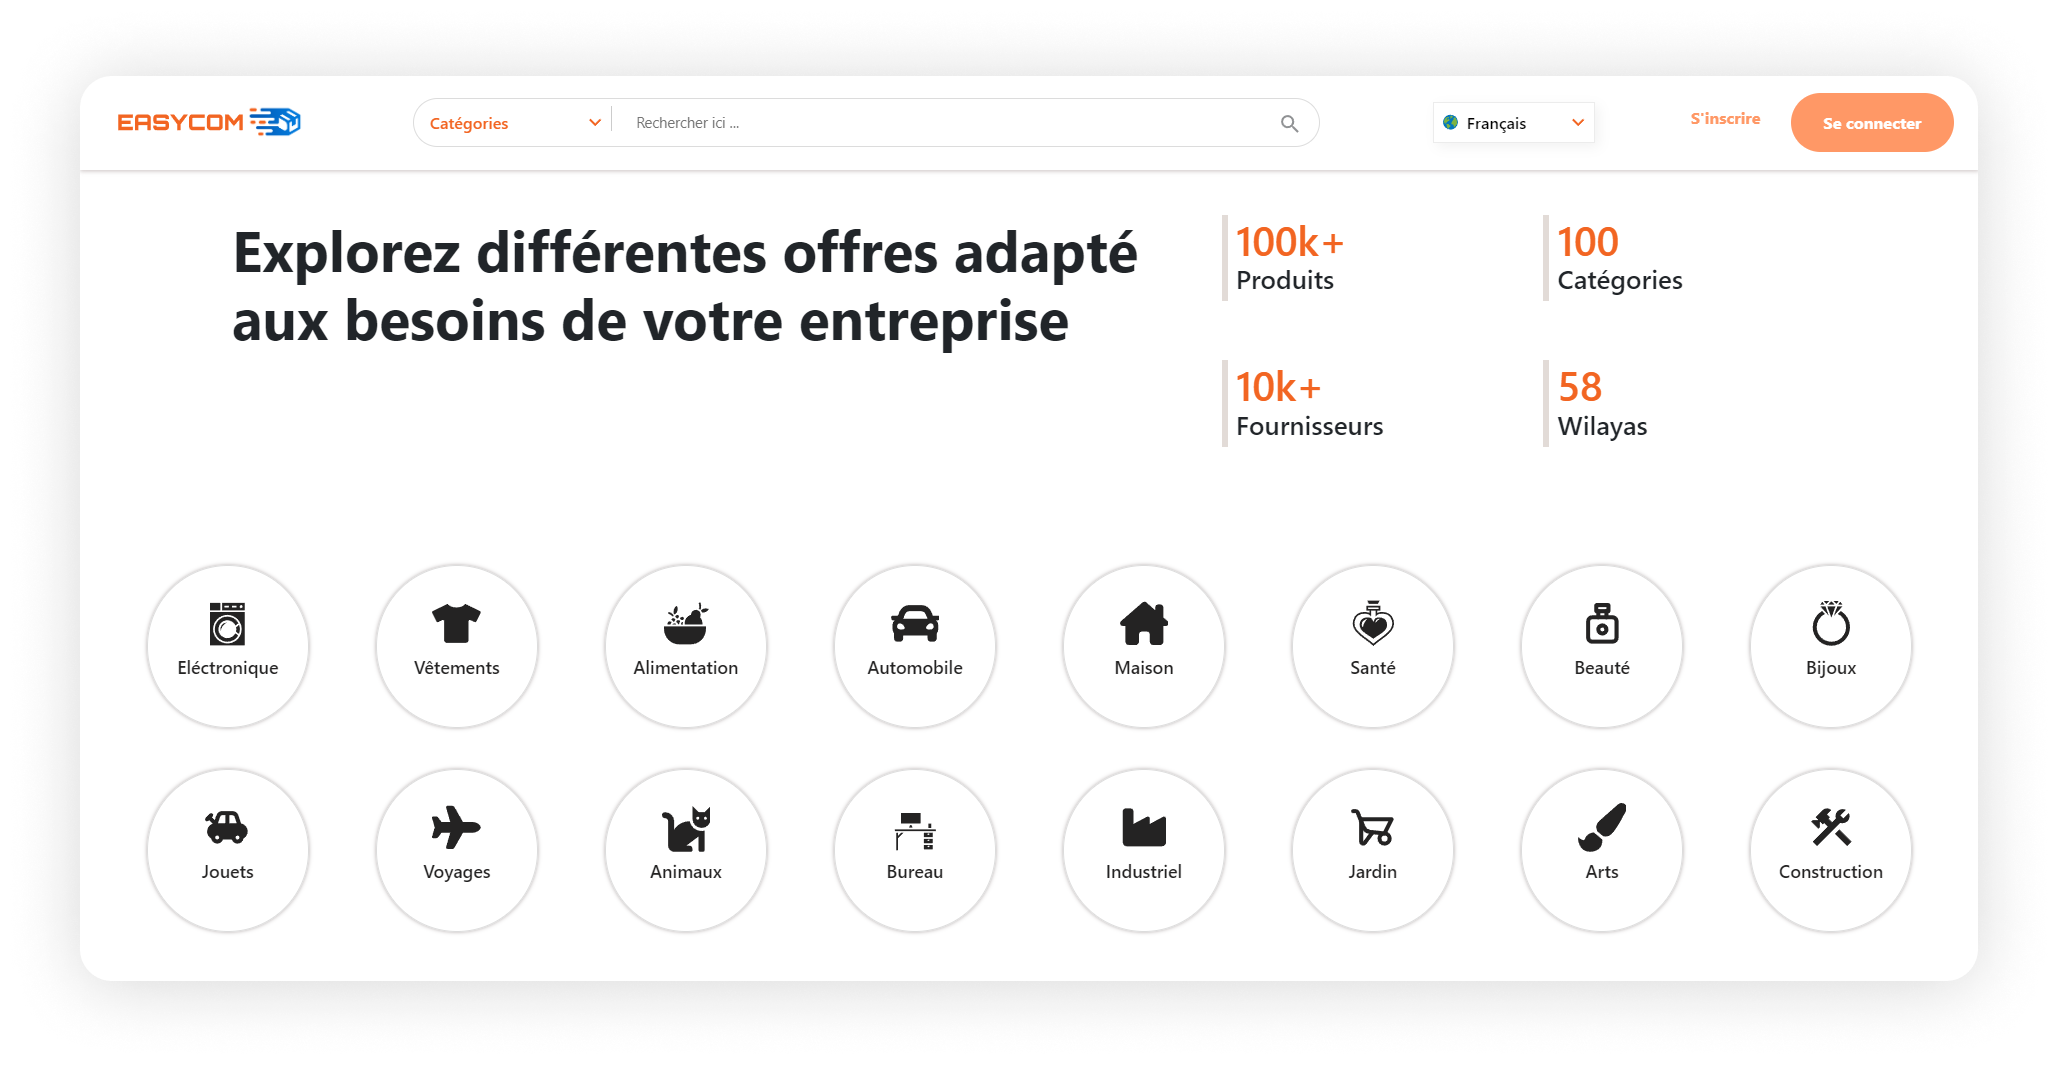 EASYCOM
Catégories
Rechercher ici ...
Français
S'inscrire
Se connecter
Explorez différentes offres adapté
aux besoins de votre entreprise
100k+
Produits
100
Catégories
10k+
Fournisseurs
58
Wilayas
Eléctronique
Vêtements
Alimentation
Automobile
Maison
Santé
Beauté
Bijoux
Jouets
Voyages
Animaux
Bureau
Industriel
Jardin
Arts
Construction